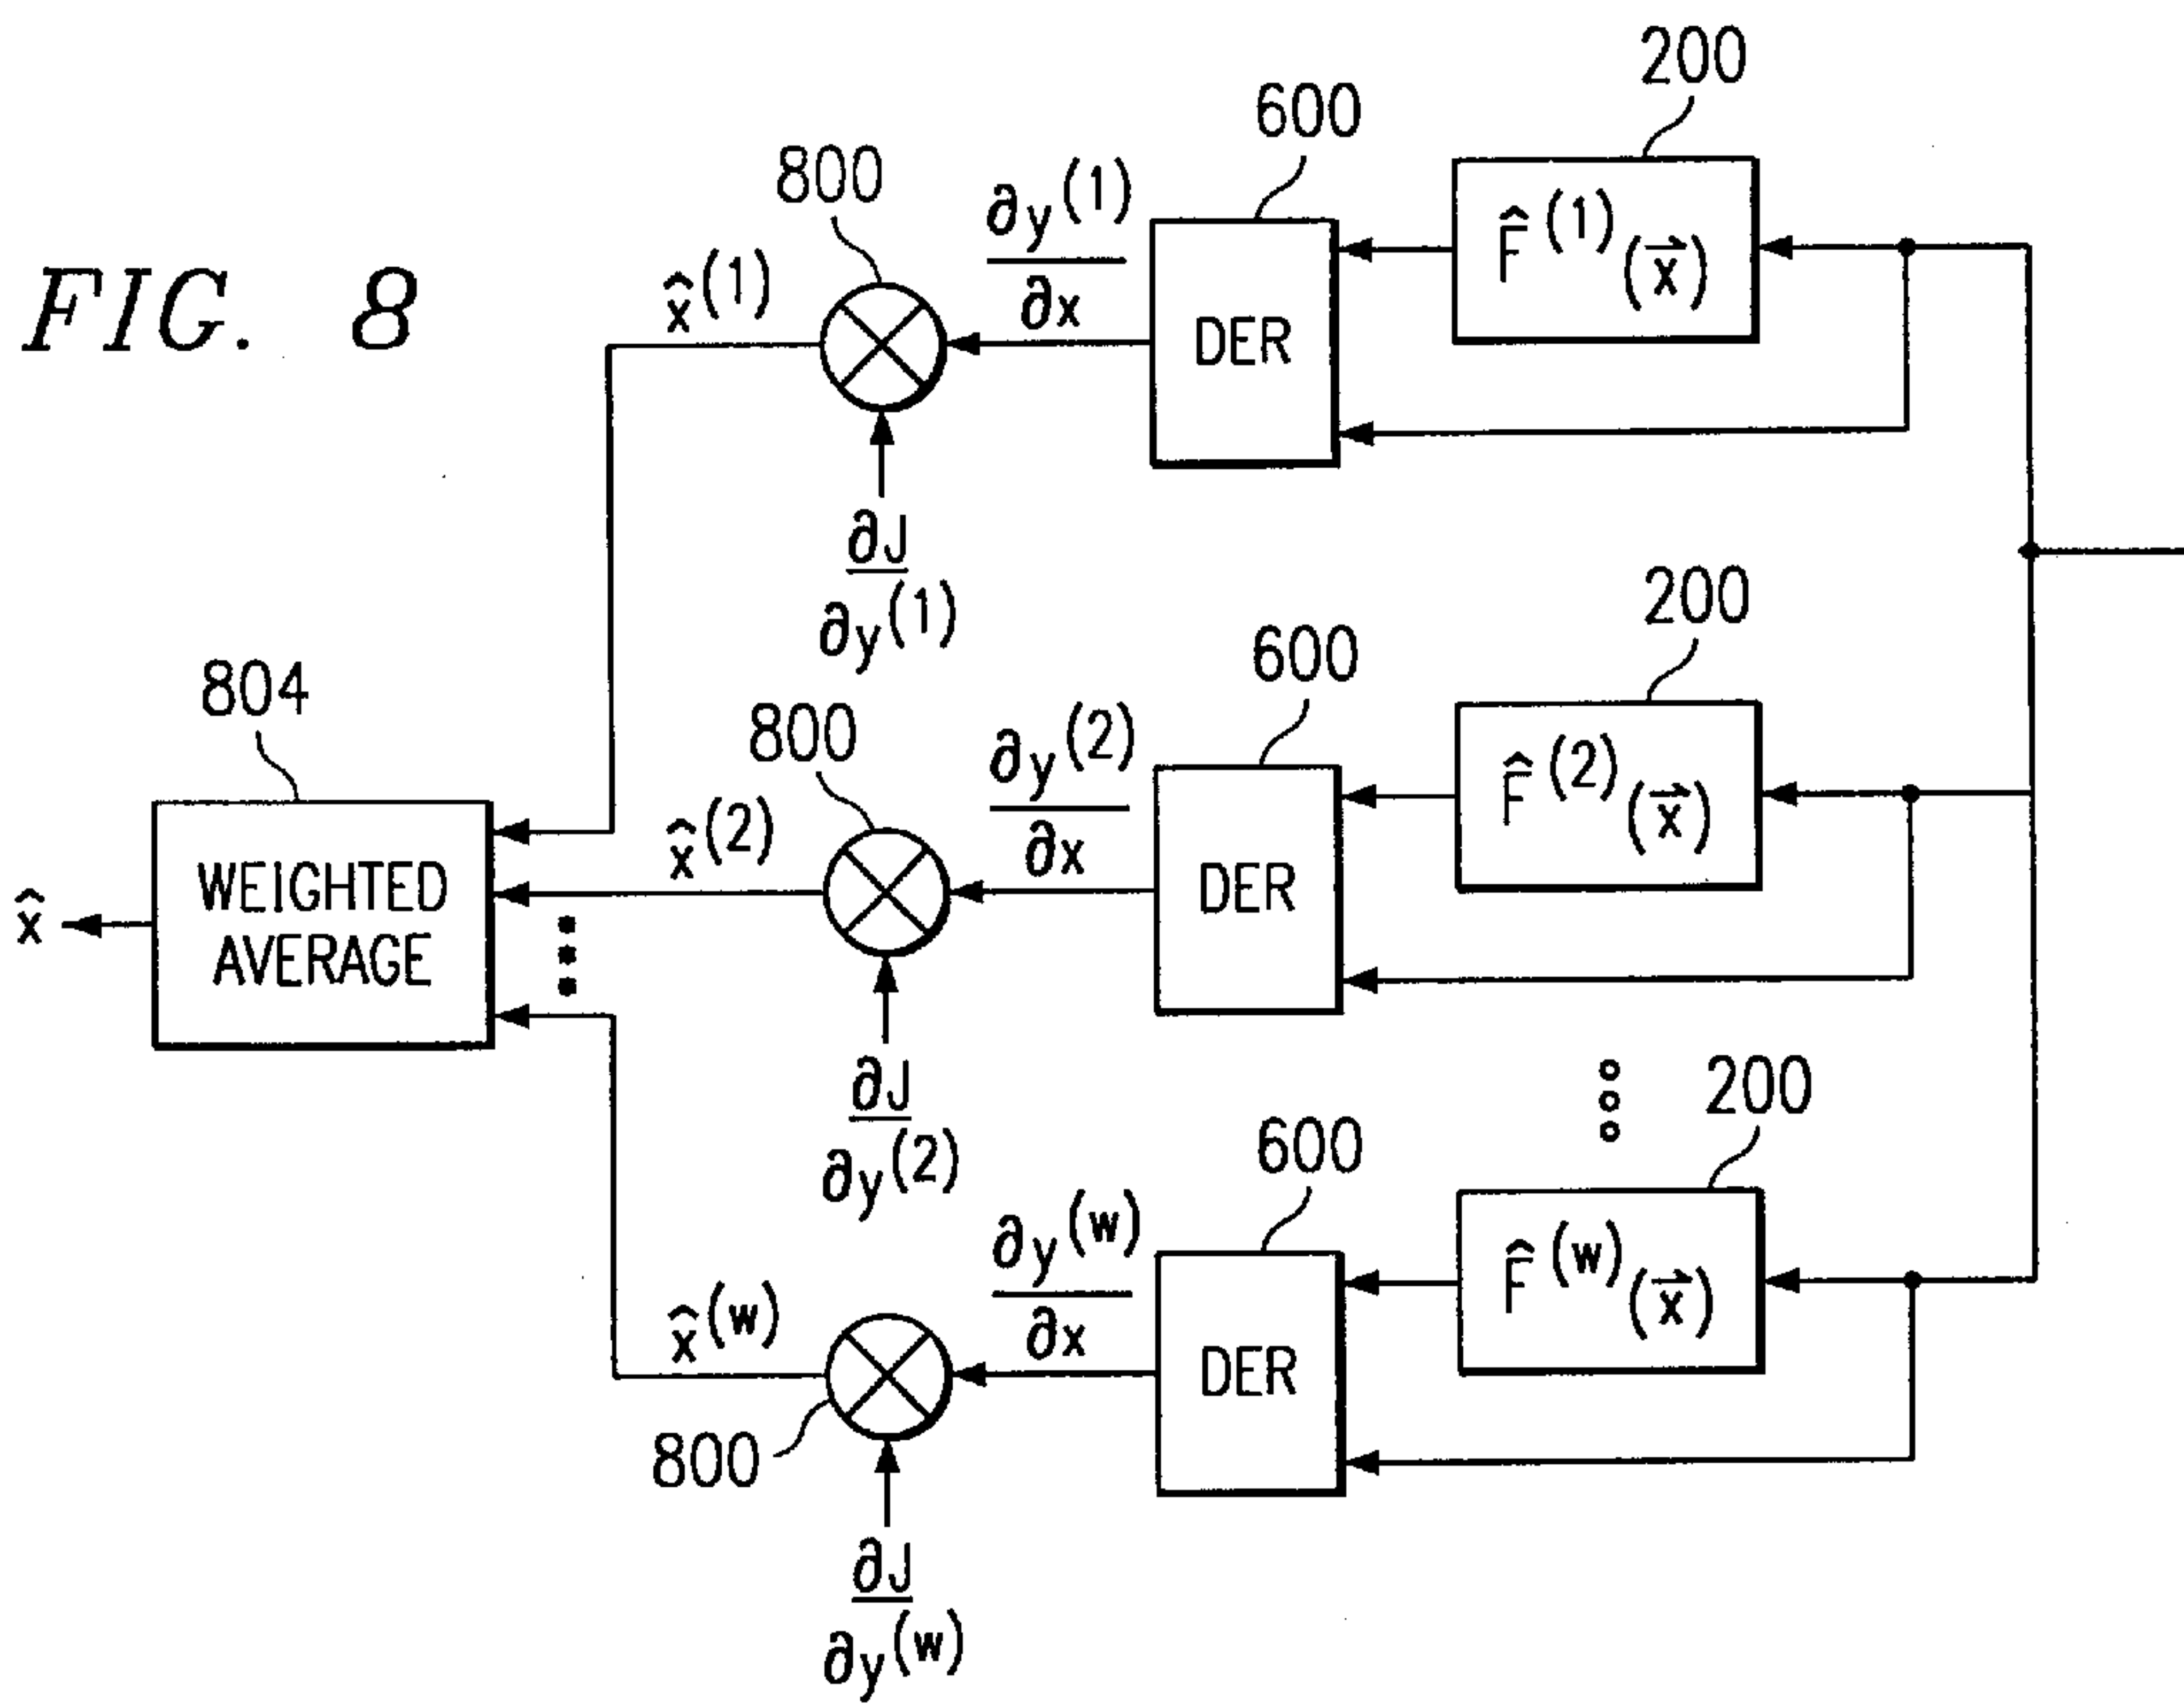 FIG. 8
200
600
800
∂y^(1)
∂x
x̂^(1)
DER
F̂^(1)(x⃗)
∂J
∂y^(1)
200
600
800
804
∂y^(2)
∂x
x̂^(2)
DER
F̂^(2)(x⃗)
WEIGHTED
AVERAGE
x̂
∂J
∂y^(2)
200
600
∂y^(w)
∂x
x̂^(w)
DER
F̂^(w)(x⃗)
800
∂J
∂y^(w)